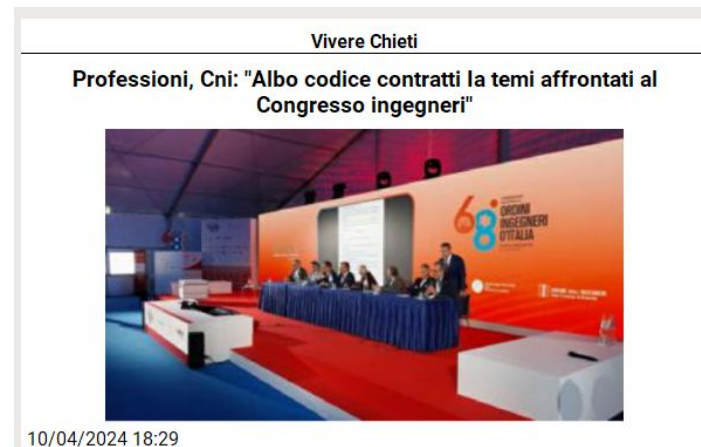 Vivere Chieti
Professioni, Cni: "Albo codice contratti Ia temi affrontati al
Congresso ingegneri"
68°
ORDINI
INGEGNERI
D'ITALIA
10/04/2024 18:29